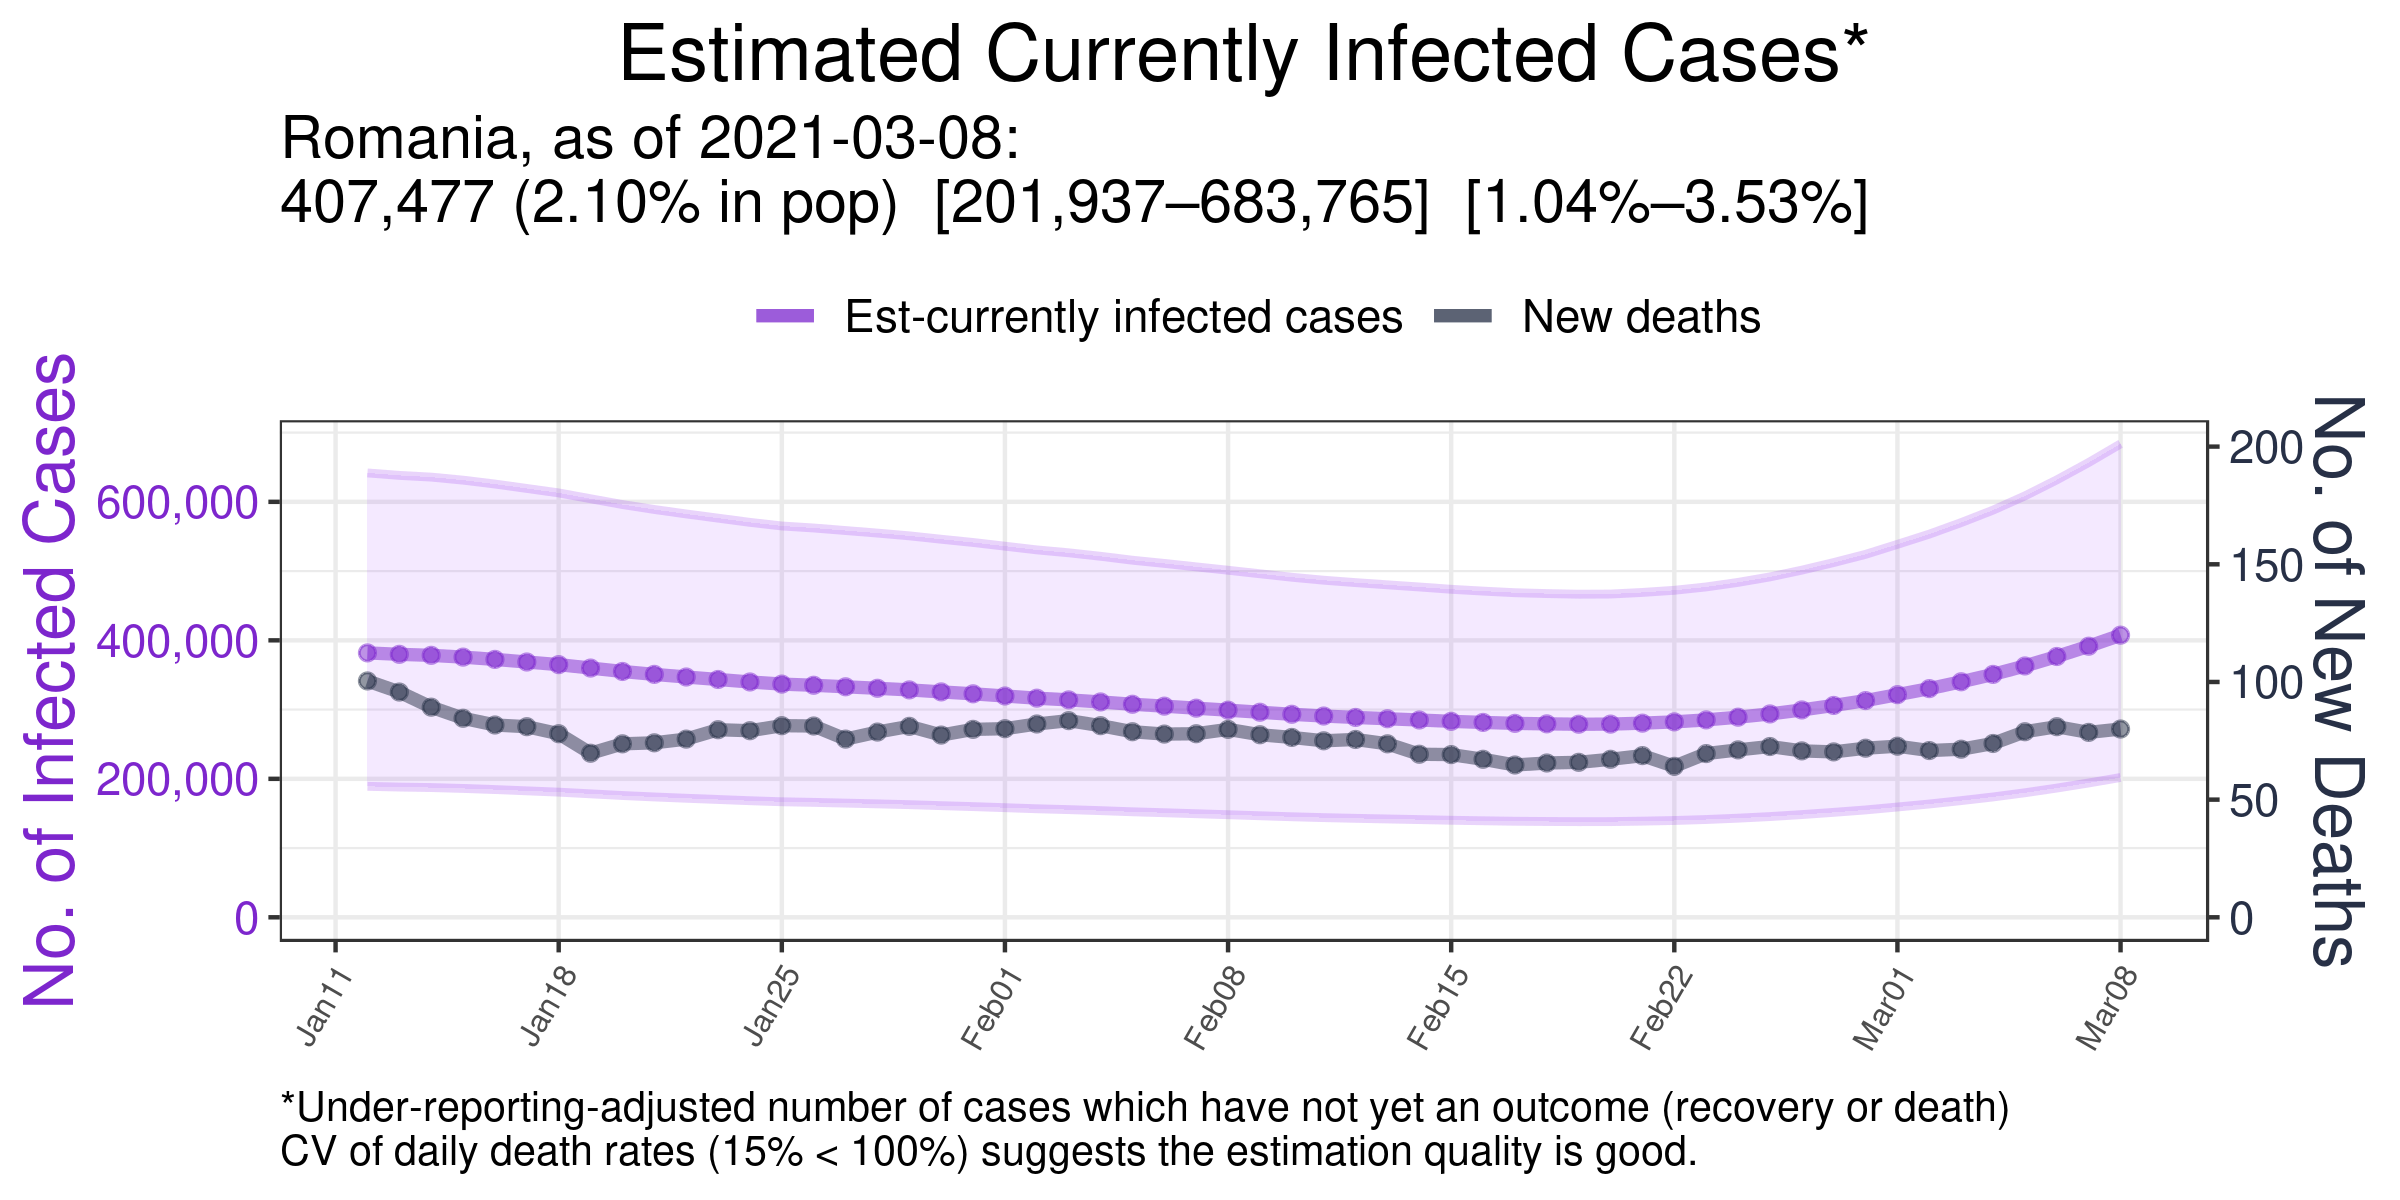 Estimated Currently Infected Cases*
Romania, as of 2021-03-08:
407,477 (2.10% in pop)  [201,937–683,765]  [1.04%–3.53%]
Est-currently infected cases
New deaths
No. of Infected Cases
600,000
400,000
200,000
0
200
150
100
50
0
No. of New Deaths
Jan11
Jan18
Jan25
Feb01
Feb08
Feb15
Feb22
Mar01
Mar08
*Under-reporting-adjusted number of cases which have not yet an outcome (recovery or death)
CV of daily death rates (15% < 100%) suggests the estimation quality is good.